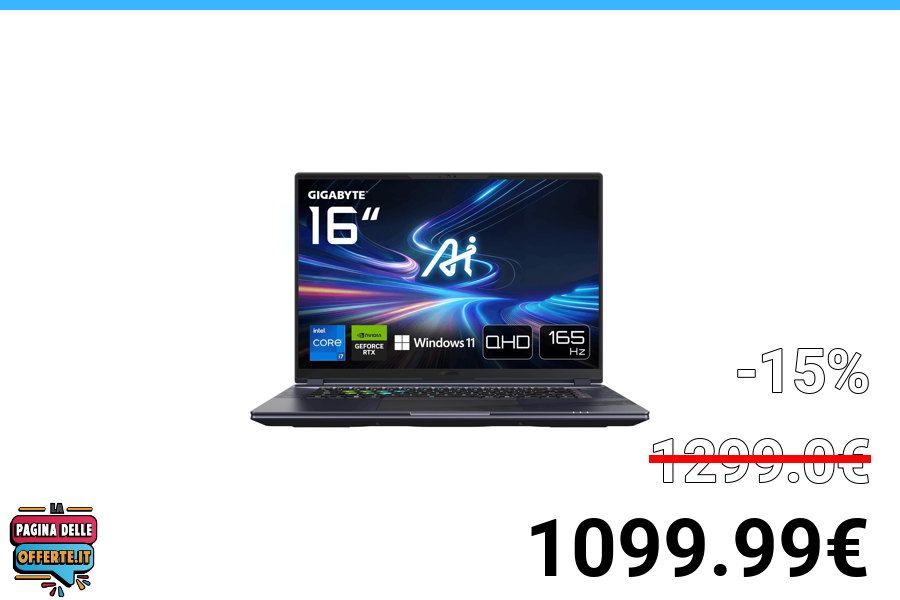 GIGABYTE
16"
Ai
intel.
CORE
i7
NVIDIA
GEFORCE
RTX
Windows 11
QHD
165
Hz
-15%
1299.0€
1099.99€
LA
PAGINA DELLE
OFFERTE.IT